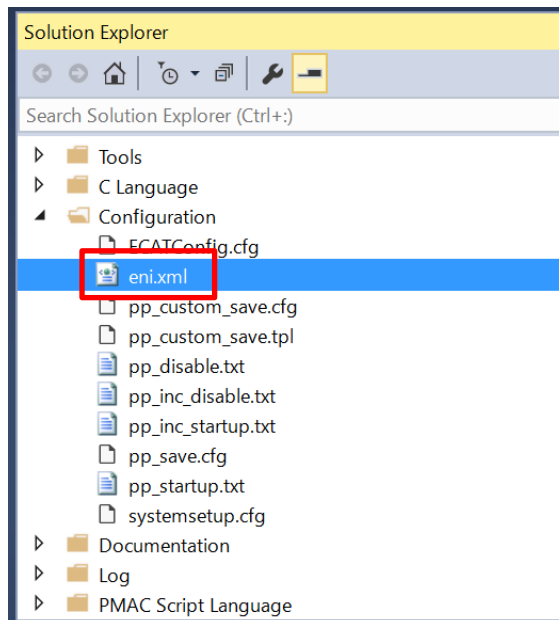 Solution Explorer
Search Solution Explorer (Ctrl+:)
Tools
C Language
Configuration
ECATConfig.cfg
eni.xml
pp_custom_save.cfg
pp_custom_save.tpl
pp_disable.txt
pp_inc_disable.txt
pp_inc_startup.txt
pp_save.cfg
pp_startup.txt
systemsetup.cfg
Documentation
Log
PMAC Script Language